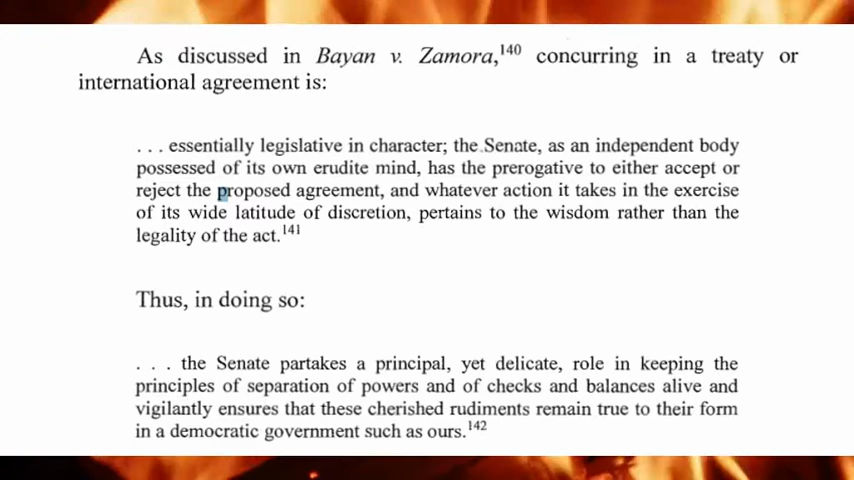 As discussed in Bayan v. Zamora,140 concurring in a treaty or
international agreement is:
. . . essentially legislative in character; the Senate, as an independent body
possessed of its own erudite mind, has the prerogative to either accept or
reject the proposed agreement, and whatever action it takes in the exercise
of its wide latitude of discretion, pertains to the wisdom rather than the
legality of the act.141
Thus, in doing so:
. . . the Senate partakes a principal, yet delicate, role in keeping the
principles of separation of powers and of checks and balances alive and
vigilantly ensures that these cherished rudiments remain true to their form
in a democratic government such as ours.142